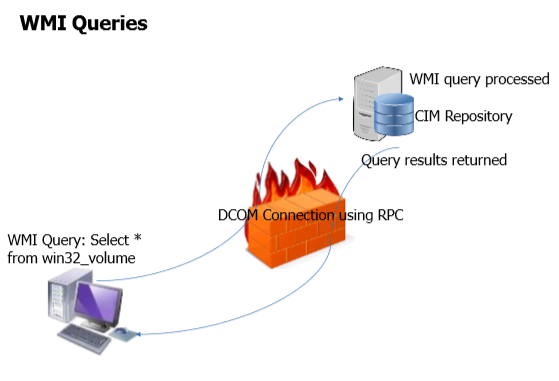 WMI Queries
WMI query processed
CIM Repository
Query results returned
DCOM Connection using RPC
WMI Query: Select *
from win32_volume